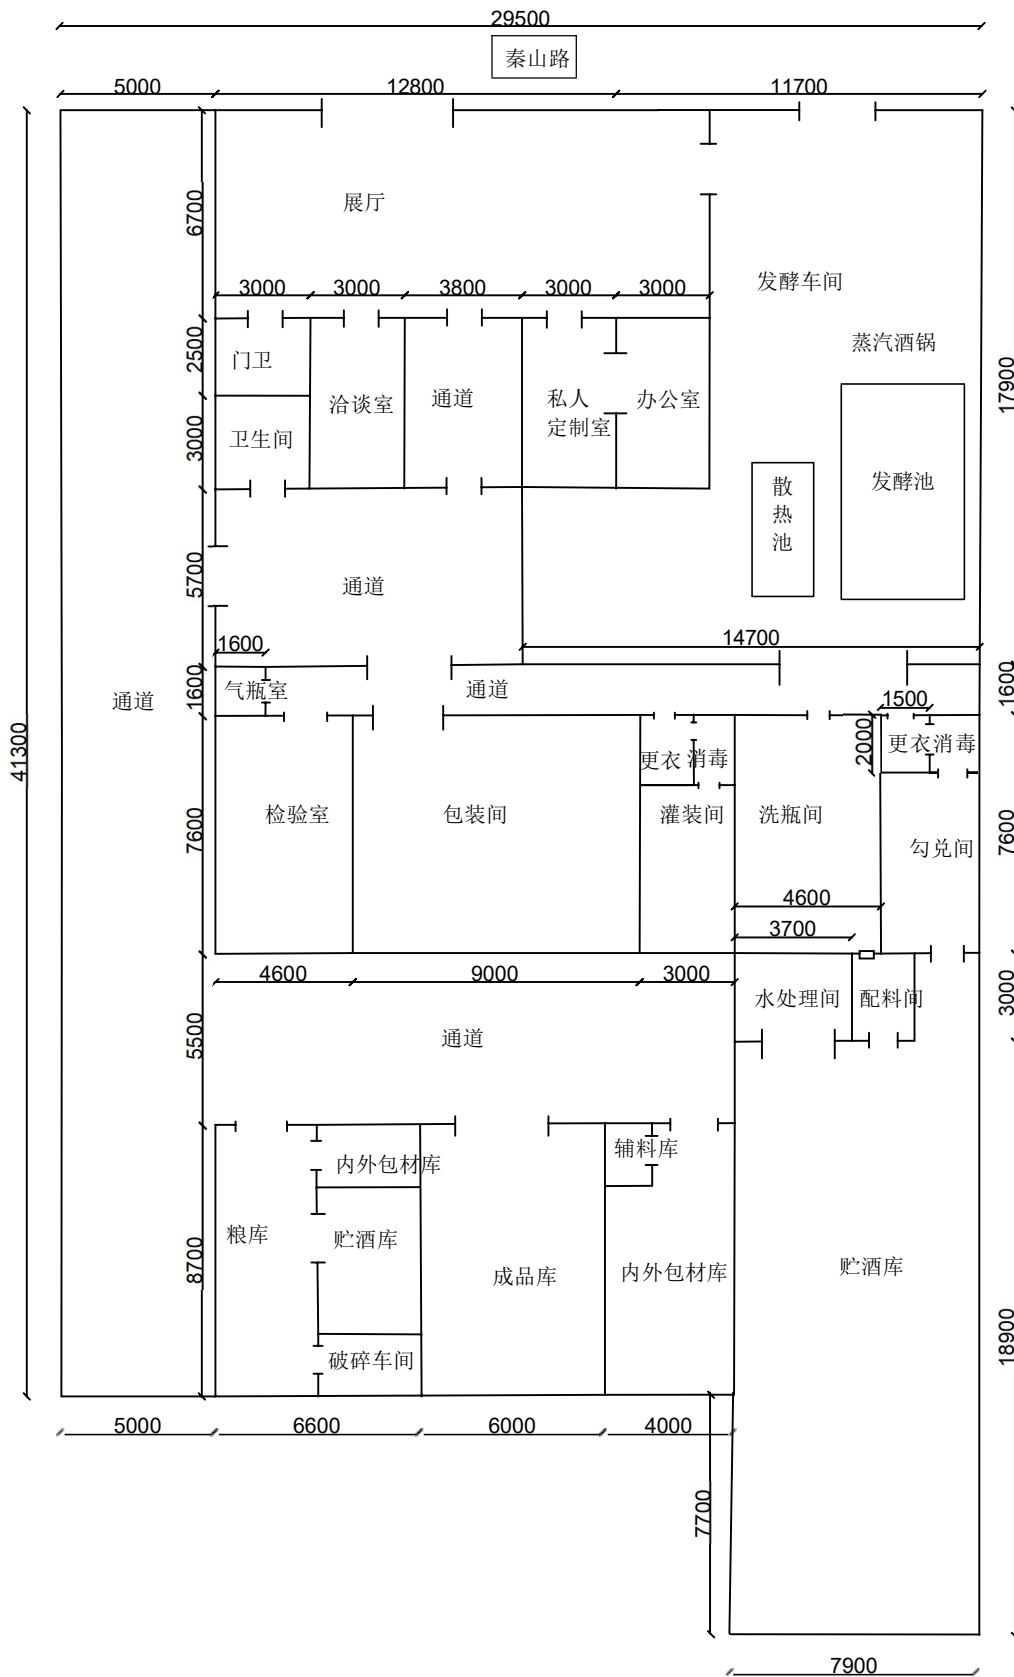 29500
秦山路
5000
12800
11700
6700
展厅
发酵车间
3000
3000
3800
3000
3000
蒸汽酒锅
17900
2500
门卫
洽谈室
通道
私人
定制室
办公室
3000
卫生间
发酵池
散
热
池
5700
通道
14700
1600
1600
气瓶室
通道
1600
1500
通道
41300
2000
更衣
消毒
更衣
消毒
7600
检验室
包装间
灌装间
洗瓶间
勾兑间
7600
4600
3700
4600
9000
3000
水处理间
配料间
3000
5500
通道
内外包材库
辅料库
粮库
贮酒库
8700
成品库
内外包材库
贮酒库
破碎车间
18900
5000
6600
6000
4000
7700
7900